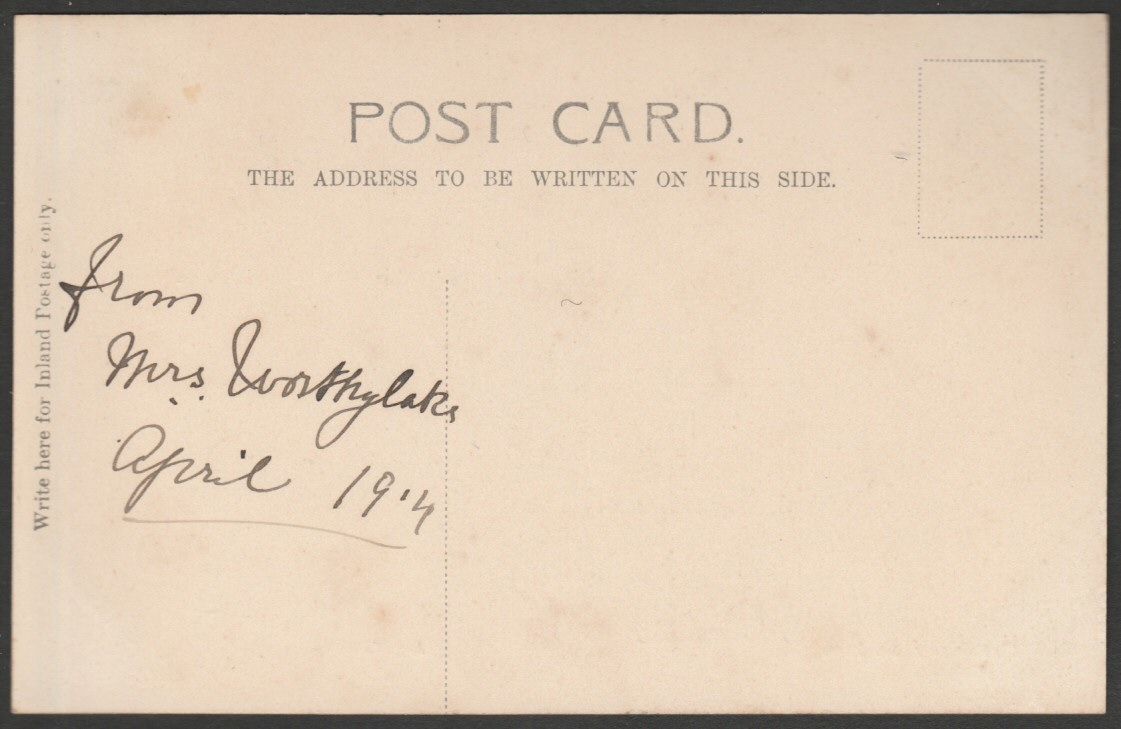 POST CARD.
THE ADDRESS TO BE WRITTEN ON THIS SIDE.
Write here for Inland Postage only.
from
Mrs. Worthylake
April 1914